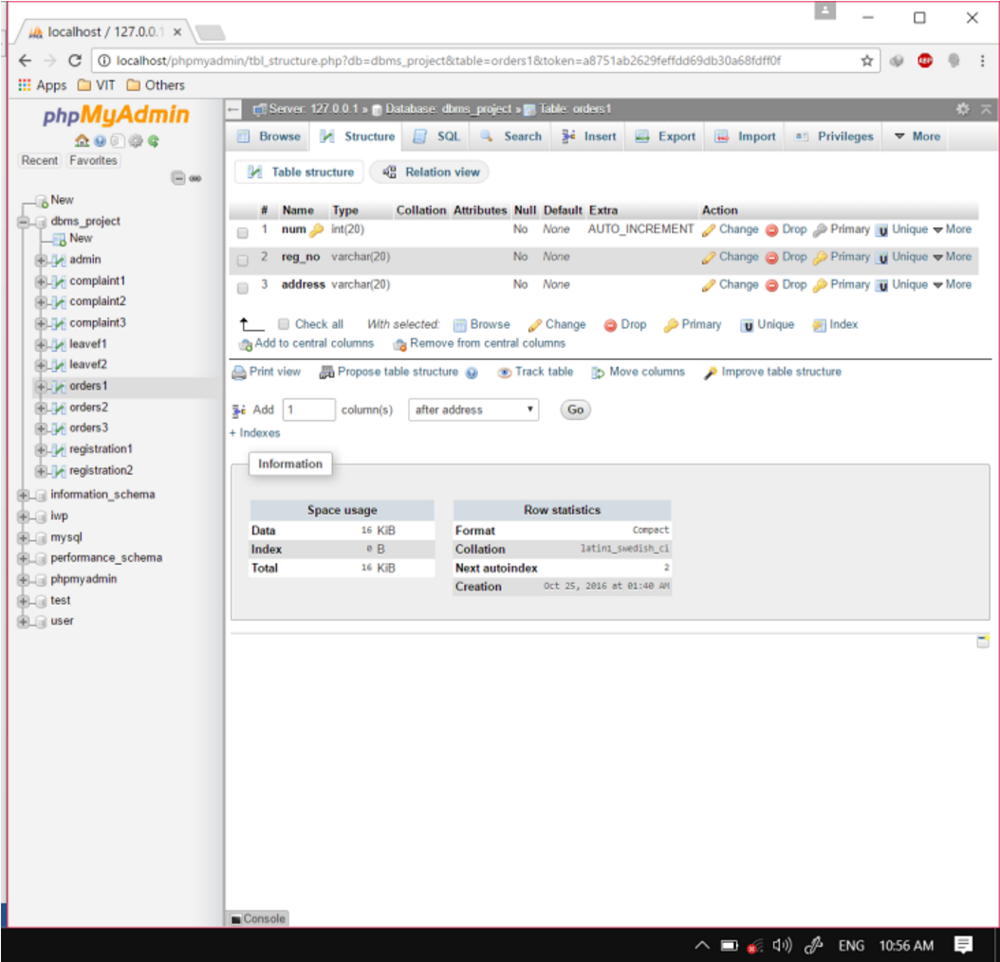 localhost / 127.0.0.1
localhost/phpmyadmin/tbl_structure.php?db=dbms_project&table=orders1&token=a8751ab2629feffdd69db30a68fdff0f
ABP
Apps VIT Others
phpMyAdmin
Recent Favorites
New
dbms_project
New
admin
complaint1
complaint2
complaint3
leavef1
leavef2
orders1
orders2
orders3
registration1
registration2
information_schema
iwp
mysql
performance_schema
phpmyadmin
test
user
Server: 127.0.0.1 » Database: dbms_project » Table: orders1
Browse Structure SQL Search Insert Export Import Privileges More
Table structure Relation view
# Name Type Collation Attributes Null Default Extra Action
1 num int(20) No None AUTO_INCREMENT Change Drop Primary Unique More
2 reg_no varchar(20) No None Change Drop Primary Unique More
3 address varchar(20) No None Change Drop Primary Unique More
Check all With selected: Browse Change Drop Primary Unique Index
Add to central columns Remove from central columns
Print view Propose table structure Track table Move columns Improve table structure
Add 1 column(s) after address Go
+ Indexes
Information
Space usage
Data 16 KiB
Index 0 B
Total 16 KiB
Row statistics
Format Compact
Collation latin1_swedish_ci
Next autoindex 2
Creation Oct 25, 2016 at 01:40 AM
Console
ENG 10:56 AM